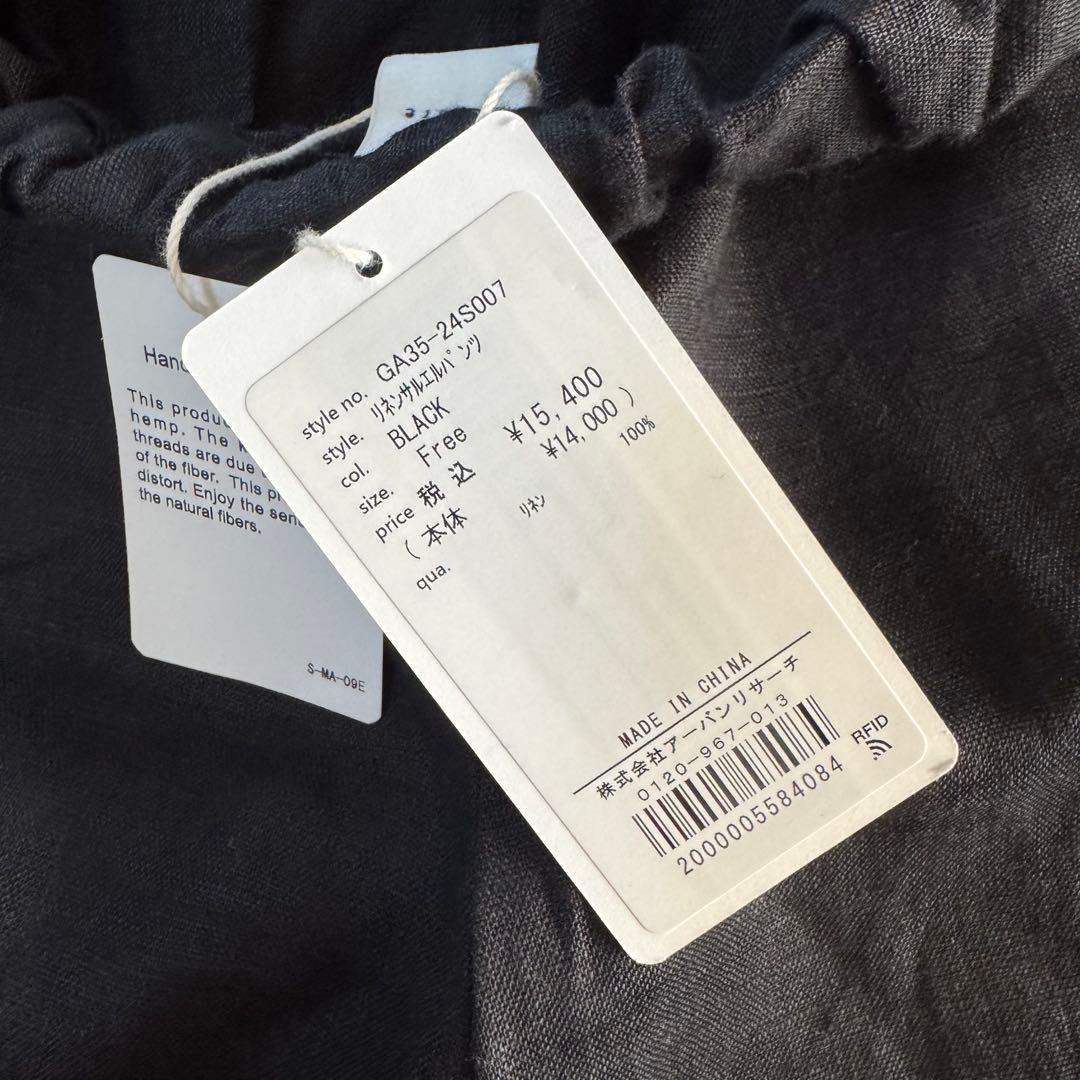 Hand
This produ
hemp. The
threads are due
of the fiber. This pr
distort. Enjoy the sen
the natural fibers.
S-MA-09E
style no. GA35-24S007
style. ﾘﾈﾝｻﾙｴﾙﾊﾟﾝﾂ
col. BLACK
size. Free
price 税込 ¥15,400
(本体 ¥14,000)
qua. ﾘﾈﾝ 100%
MADE IN CHINA
株式会社アーバンリサーチ
0120-967-013
2000005584084
RFID